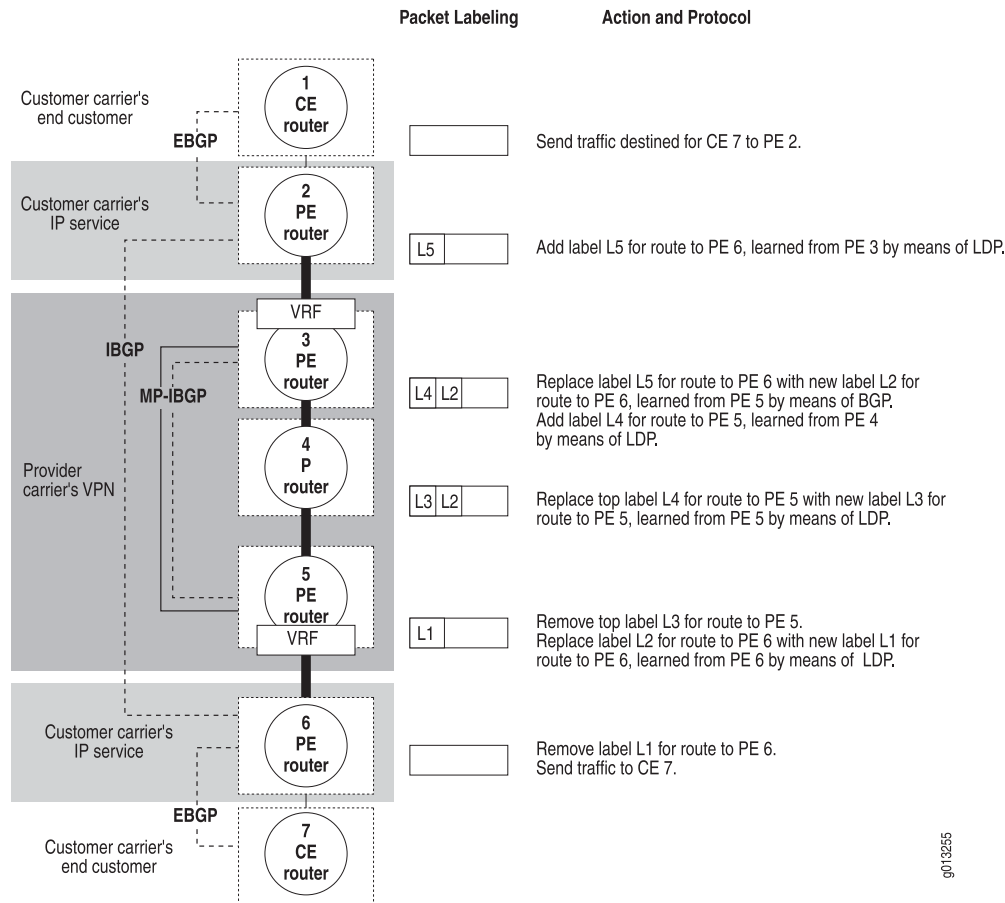 Packet Labeling
Action and Protocol
1
CE
router
Customer carrier's
end customer
EBGP
Send traffic destined for CE 7 to PE 2.
2
PE
router
Customer carrier's
IP service
L5
Add label L5 for route to PE 6, learned from PE 3 by means of LDP.
VRF
3
PE
router
IBGP
MP-IBGP
L4 L2
Replace label L5 for route to PE 6 with new label L2 for
route to PE 6, learned from PE 5 by means of BGP.
Add label L4 for route to PE 5, learned from PE 4
by means of LDP.
4
P
router
Provider
carrier's VPN
L3 L2
Replace top label L4 for route to PE 5 with new label L3 for
route to PE 5, learned from PE 5 by means of LDP.
5
PE
router
VRF
L1
Remove top label L3 for route to PE 5.
Replace label L2 for route to PE 6 with new label L1 for
route to PE 6, learned from PE 6 by means of LDP.
6
PE
router
Customer carrier's
IP service
Remove label L1 for route to PE 6.
Send traffic to CE 7.
EBGP
7
CE
router
Customer carrier's
end customer
g013255